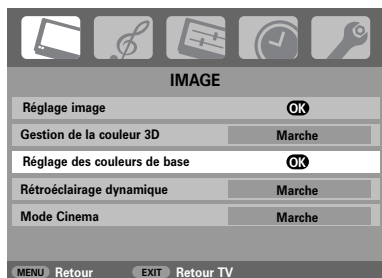 IMAGE
Réglage image OK
Gestion de la couleur 3D Marche
Réglage des couleurs de base OK
Rétroéclairage dynamique Marche
Mode Cinema Marche
MENU Retour EXIT Retour TV